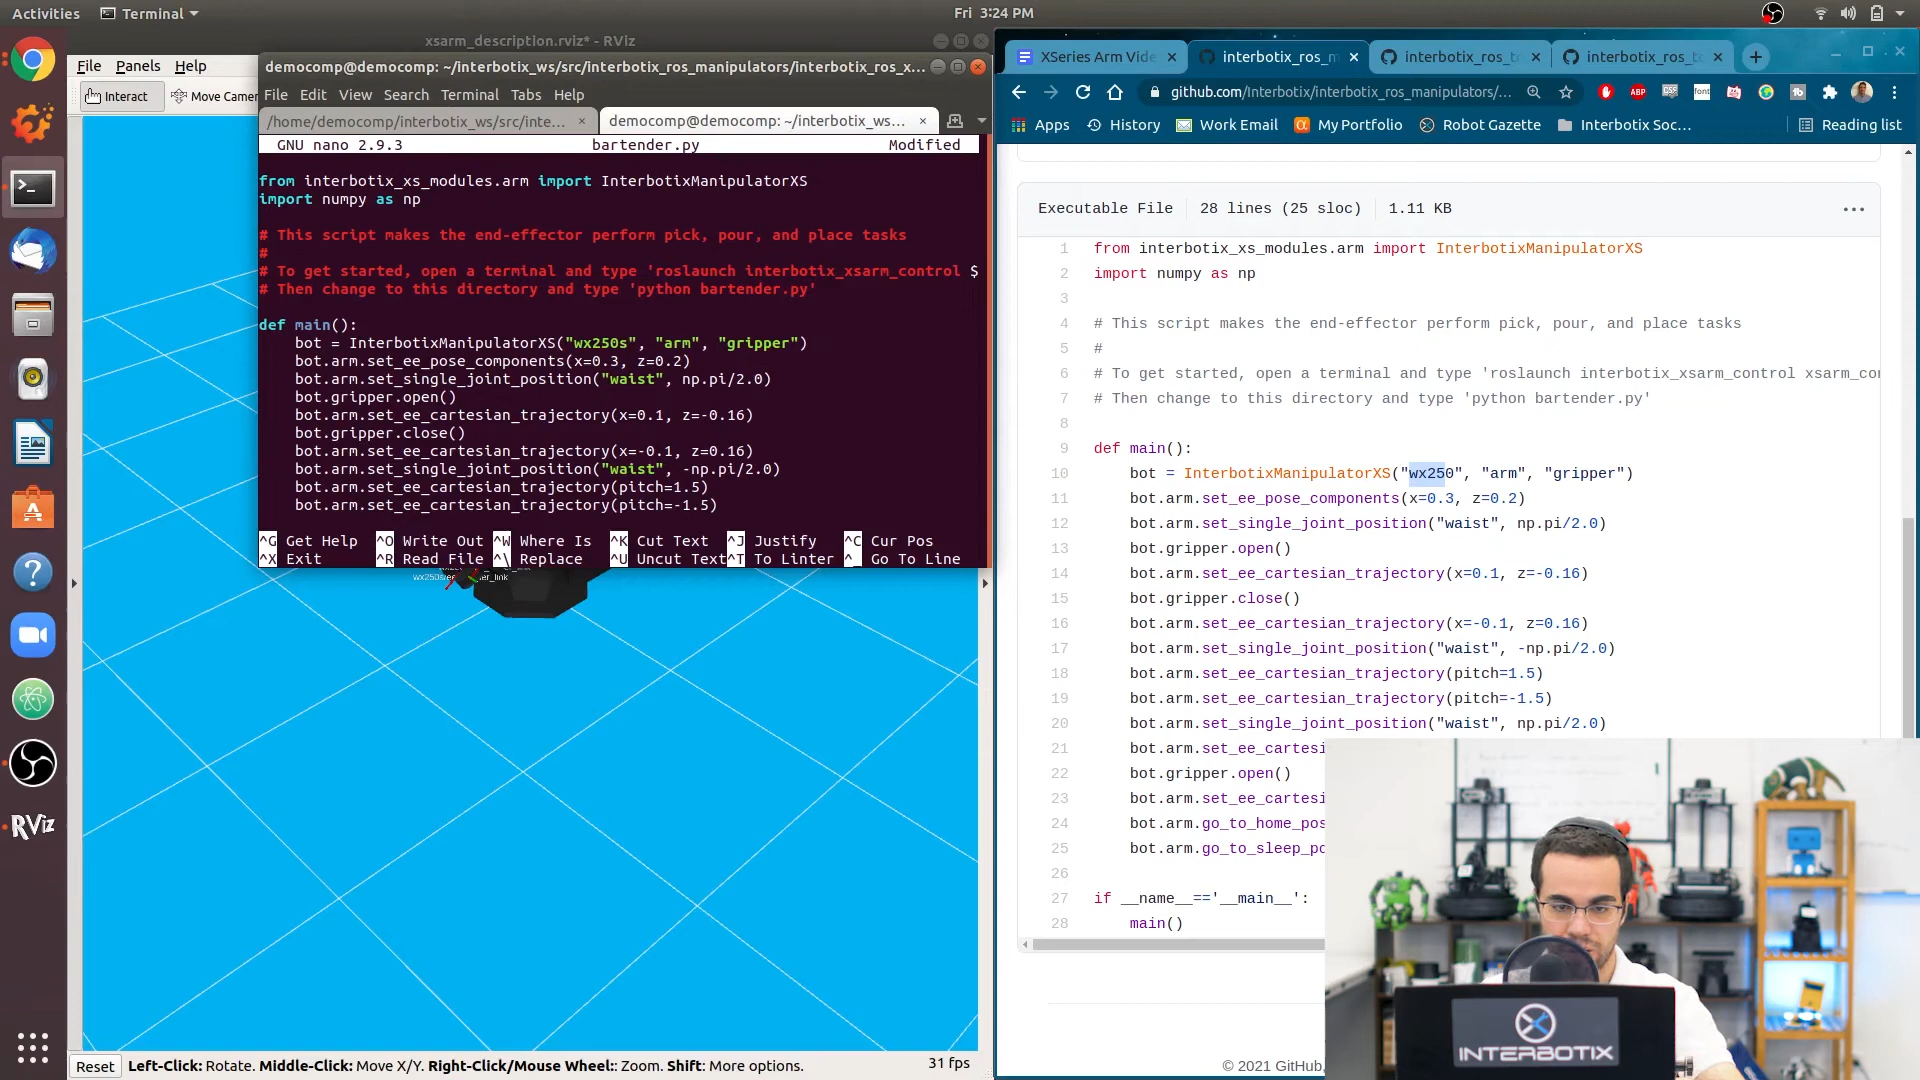 Activities
Terminal
Fri 3:24 PM
xsarm_description.rviz* - RViz
File Panels Help
Interact
Move Camer
democomp@democomp: ~/interbotix_ws/src/interbotix_ros_manipulators/interbotix_ros_x...
File Edit View Search Terminal Tabs Help
/home/democomp/interbotix_ws/src/inte... ×
democomp@democomp: ~/interbotix_ws... ×
GNU nano 2.9.3 bartender.py Modified
from interbotix_xs_modules.arm import InterbotixManipulatorXS
import numpy as np
# This script makes the end-effector perform pick, pour, and place tasks
#
# To get started, open a terminal and type 'roslaunch interbotix_xsarm_control $
# Then change to this directory and type 'python bartender.py'
def main():
bot = InterbotixManipulatorXS("wx250s", "arm", "gripper")
bot.arm.set_ee_pose_components(x=0.3, z=0.2)
bot.arm.set_single_joint_position("waist", np.pi/2.0)
bot.gripper.open()
bot.arm.set_ee_cartesian_trajectory(x=0.1, z=-0.16)
bot.gripper.close()
bot.arm.set_ee_cartesian_trajectory(x=-0.1, z=0.16)
bot.arm.set_single_joint_position("waist", -np.pi/2.0)
bot.arm.set_ee_cartesian_trajectory(pitch=1.5)
bot.arm.set_ee_cartesian_trajectory(pitch=-1.5)
^G Get Help ^O Write Out ^W Where Is ^K Cut Text ^J Justify ^C Cur Pos
^X Exit ^R Read File ^\ Replace ^U Uncut Text ^T To Linter ^_ Go To Line
RViz
Reset
Left-Click: Rotate. Middle-Click: Move X/Y. Right-Click/Mouse Wheel:: Zoom. Shift: More options.
31 fps
XSeries Arm Vide ×
interbotix_ros_m ×
interbotix_ros_t ×
interbotix_ros_t ×
github.com/Interbotix/interbotix_ros_manipulators/...
ABP
Apps History Work Email My Portfolio Robot Gazette Interbotix Soc... Reading list
Executable File 28 lines (25 sloc) 1.11 KB
1 from interbotix_xs_modules.arm import InterbotixManipulatorXS
2 import numpy as np
3
4 # This script makes the end-effector perform pick, pour, and place tasks
5 #
6 # To get started, open a terminal and type 'roslaunch interbotix_xsarm_control xsarm_con
7 # Then change to this directory and type 'python bartender.py'
8
9 def main():
10 bot = InterbotixManipulatorXS("wx250", "arm", "gripper")
11 bot.arm.set_ee_pose_components(x=0.3, z=0.2)
12 bot.arm.set_single_joint_position("waist", np.pi/2.0)
13 bot.gripper.open()
14 bot.arm.set_ee_cartesian_trajectory(x=0.1, z=-0.16)
15 bot.gripper.close()
16 bot.arm.set_ee_cartesian_trajectory(x=-0.1, z=0.16)
17 bot.arm.set_single_joint_position("waist", -np.pi/2.0)
18 bot.arm.set_ee_cartesian_trajectory(pitch=1.5)
19 bot.arm.set_ee_cartesian_trajectory(pitch=-1.5)
20 bot.arm.set_single_joint_position("waist", np.pi/2.0)
21 bot.arm.set_ee_cartesi
22 bot.gripper.open()
23 bot.arm.set_ee_cartesi
24 bot.arm.go_to_home_pos
25 bot.arm.go_to_sleep_po
26
27 if __name__=='__main__':
28 main()
© 2021 GitHub,
INTERBOTIX